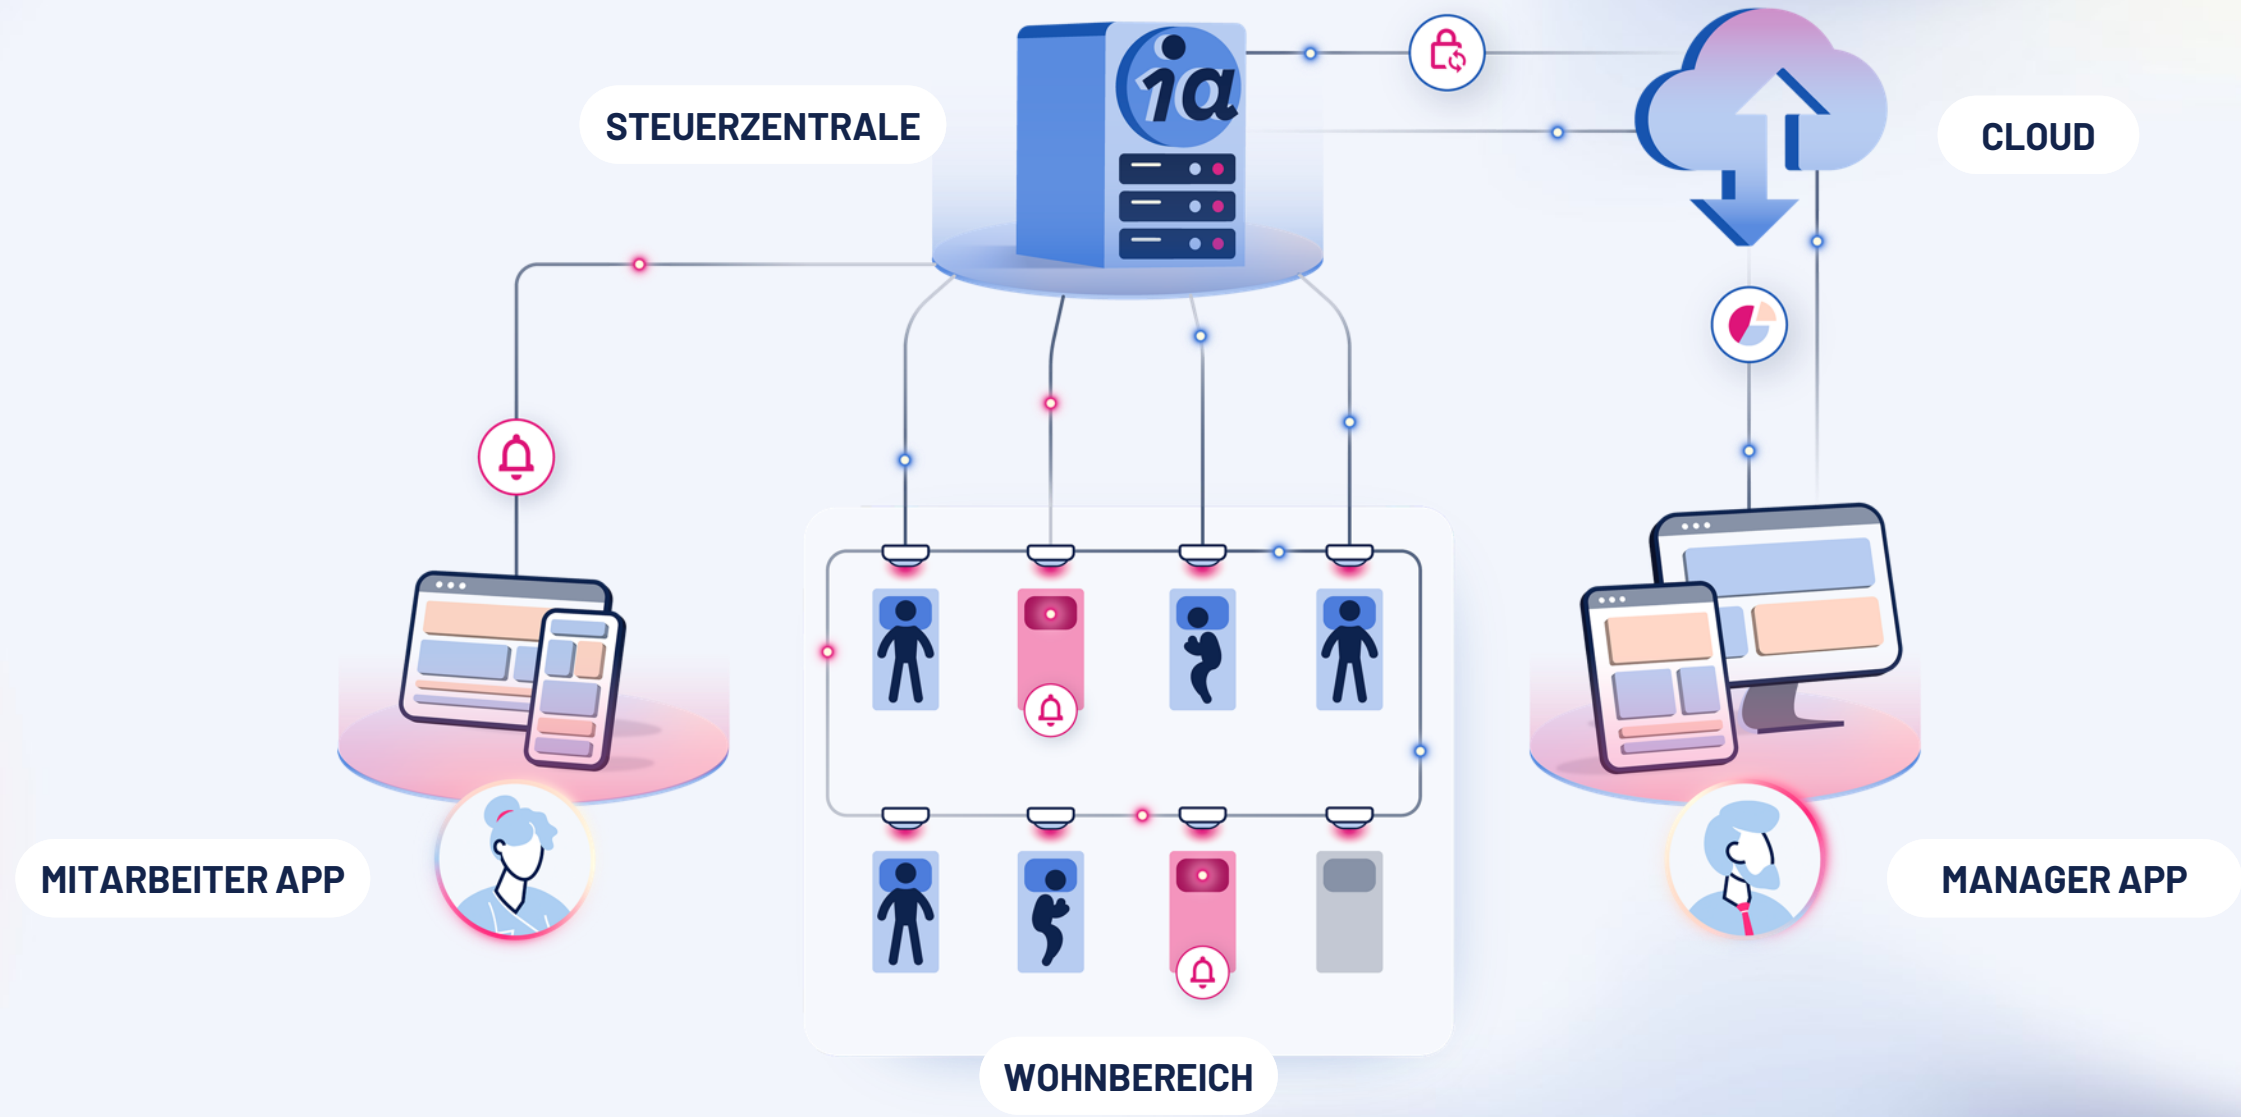 ia
STEUERZENTRALE
CLOUD
MITARBEITER APP
MANAGER APP
WOHNBEREICH